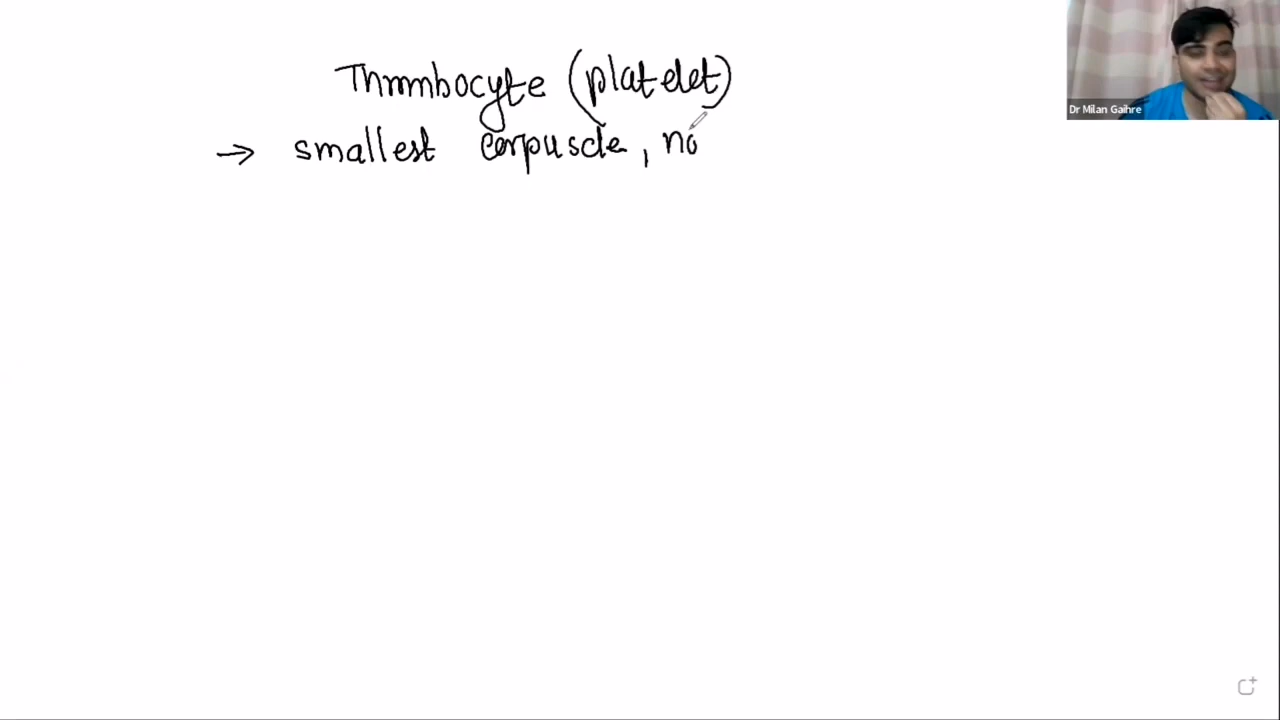 Thrombocyte (platelet)
→ smallest corpuscle, no
Dr Milan Gaihre